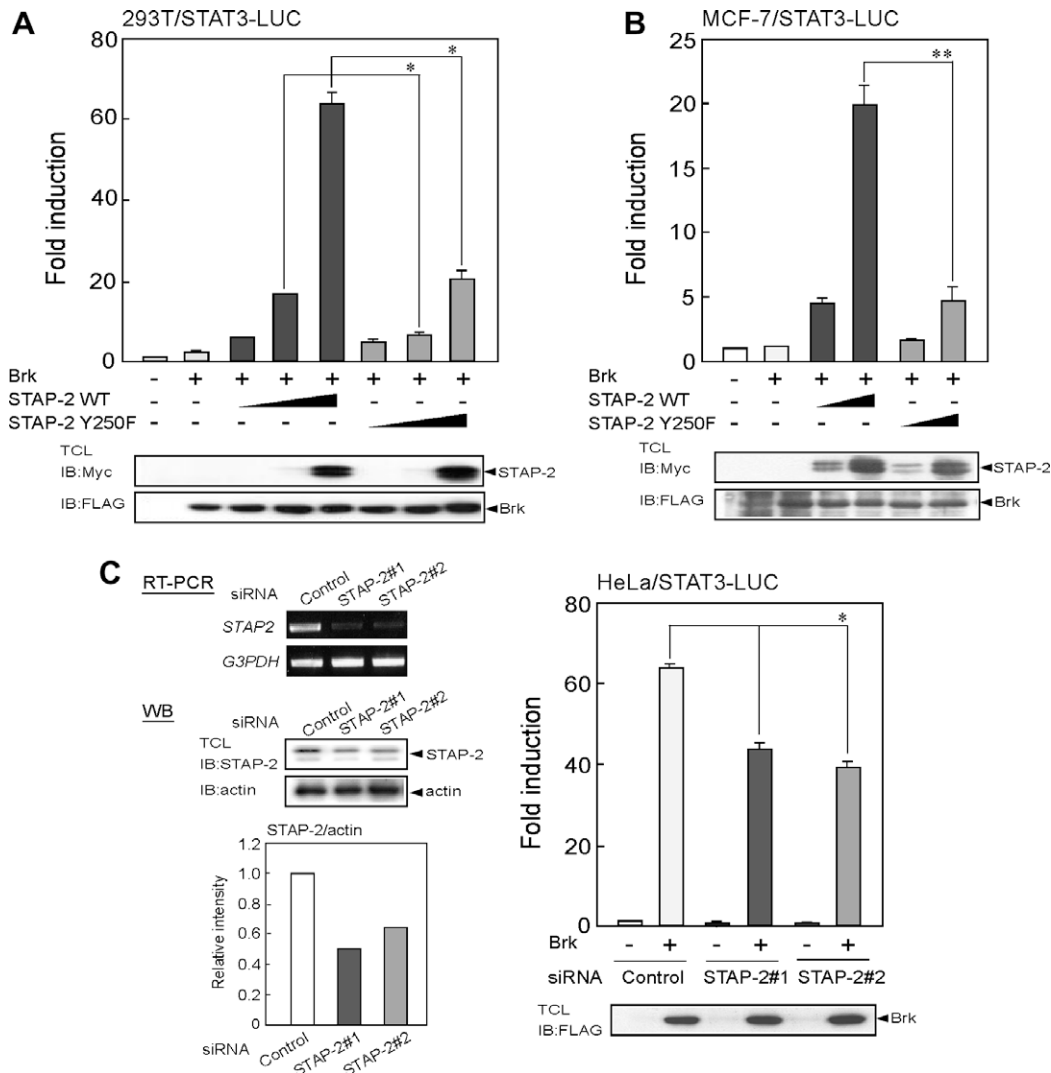 A
293T/STAT3-LUC
80
60
40
20
0
Fold induction
* *
Brk - + + + + + + +
STAP-2 WT - - - - -
STAP-2 Y250F - - - - -
TCL
IB:Myc
STAP-2
IB:FLAG
Brk
B
MCF-7/STAT3-LUC
25
20
15
10
5
0
Fold induction
**
Brk - + + + + +
STAP-2 WT - - - -
STAP-2 Y250F - - - -
TCL
IB:Myc
STAP-2
IB:FLAG
Brk
C
RT-PCR
siRNA Control STAP-2#1 STAP-2#2
STAP2
G3PDH
WB
siRNA Control STAP-2#1 STAP-2#2
TCL
IB:STAP-2
STAP-2
IB:actin
actin
STAP-2/actin
1.2
1.0
0.8
0.6
0.4
0.2
0
Relative intensity
siRNA Control STAP-2#1 STAP-2#2
HeLa/STAT3-LUC
80
60
40
20
0
Fold induction
*
Brk - + - + - +
siRNA Control STAP-2#1 STAP-2#2
TCL
IB:FLAG
Brk